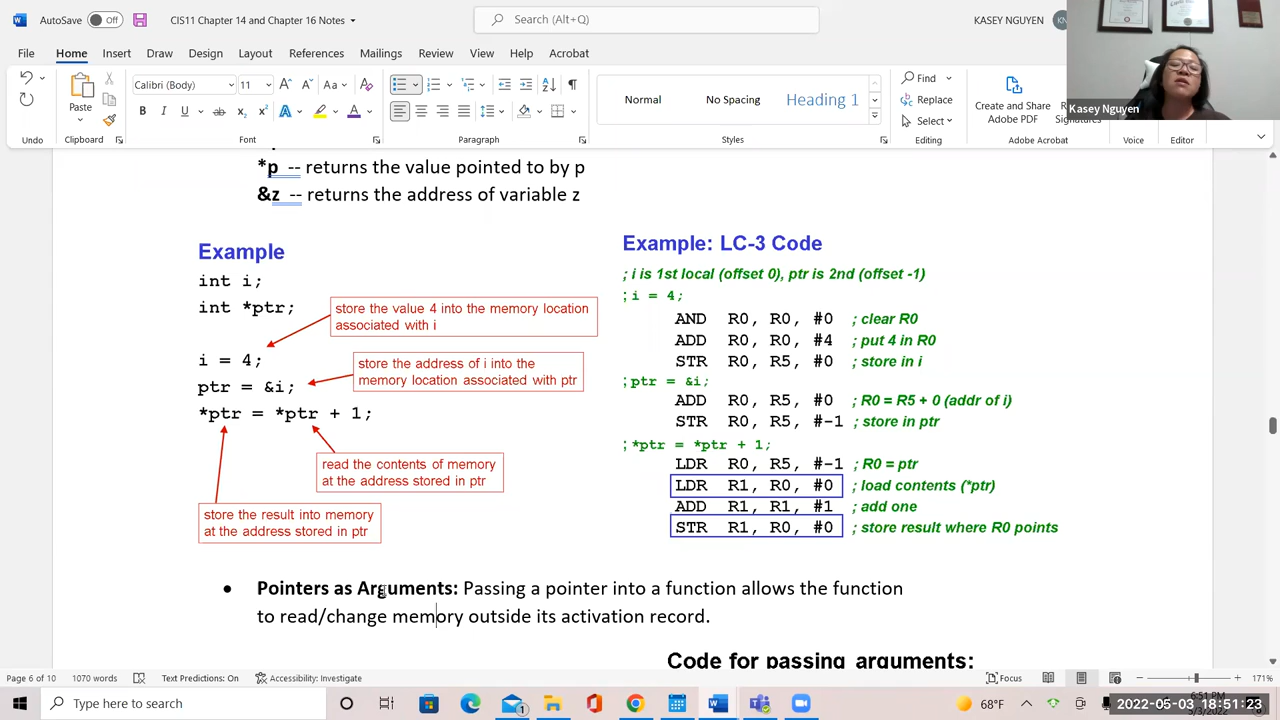 AutoSave Off CIS11 Chapter 14 and Chapter 16 Notes Search (Alt+Q) KASEY NGUYEN KN
File Home Insert Draw Design Layout References Mailings Review View Help Acrobat
Calibri (Body) 11
Paste
Normal No Spacing Heading 1
Find
Replace
Select
Create and Share
Adobe PDF
Signatures
Kasey Nguyen
Undo Clipboard Font Paragraph Styles Editing Adobe Acrobat Voice Editor
*p -- returns the value pointed to by p
&z -- returns the address of variable z
Example
int i;
int *ptr;
store the value 4 into the memory location
associated with i
i = 4;
store the address of i into the
memory location associated with ptr
ptr = &i;
*ptr = *ptr + 1;
read the contents of memory
at the address stored in ptr
store the result into memory
at the address stored in ptr
Example: LC-3 Code
; i is 1st local (offset 0), ptr is 2nd (offset -1)
;i = 4;
AND R0, R0, #0 ; clear R0
ADD R0, R0, #4 ; put 4 in R0
STR R0, R5, #0 ; store in i
;ptr = &i;
ADD R0, R5, #0 ; R0 = R5 + 0 (addr of i)
STR R0, R5, #-1 ; store in ptr
;*ptr = *ptr + 1;
LDR R0, R5, #-1 ; R0 = ptr
LDR R1, R0, #0 ; load contents (*ptr)
ADD R1, R1, #1 ; add one
STR R1, R0, #0 ; store result where R0 points
• Pointers as Arguments: Passing a pointer into a function allows the function
to read/change memory outside its activation record.
Code for passing arguments:
Page 6 of 10 1070 words Text Predictions: On Accessibility: Investigate Focus 171%
Type here to search 68°F 6:51 PM
5/3/2022
2022-05-03 18:51:23